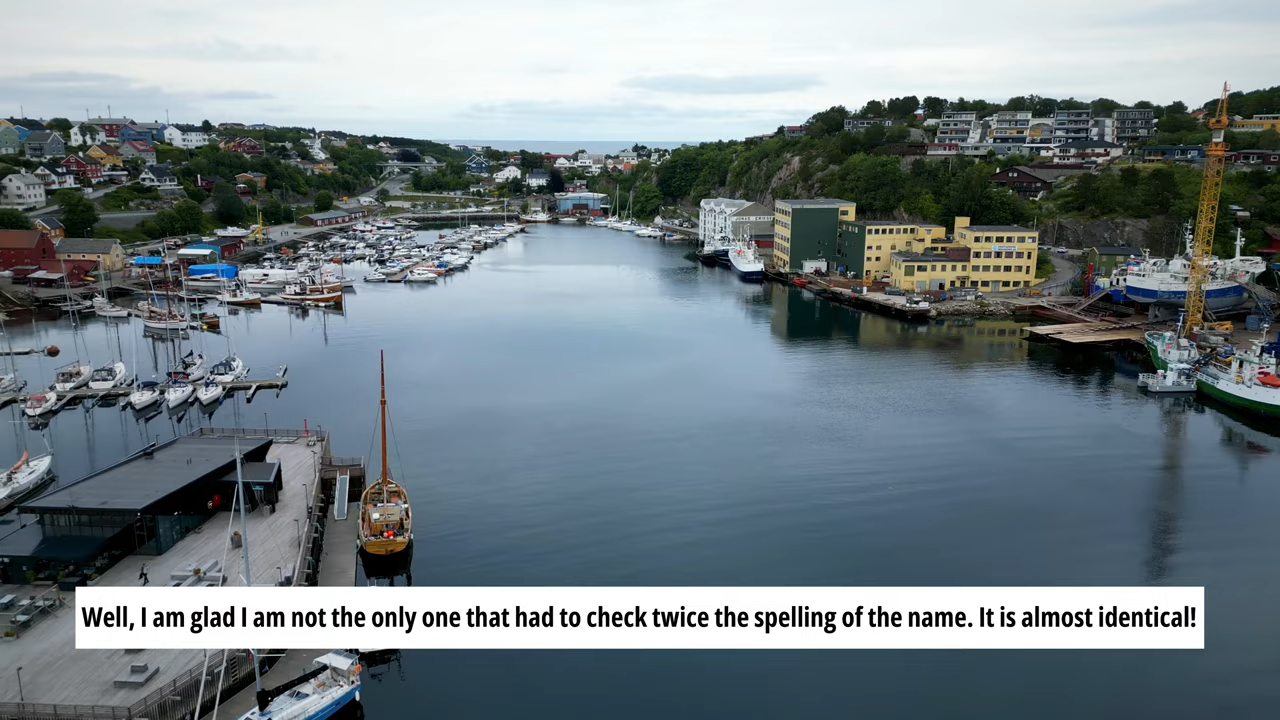 Well, I am glad I am not the only one that had to check twice the spelling of the name. It is almost identical!